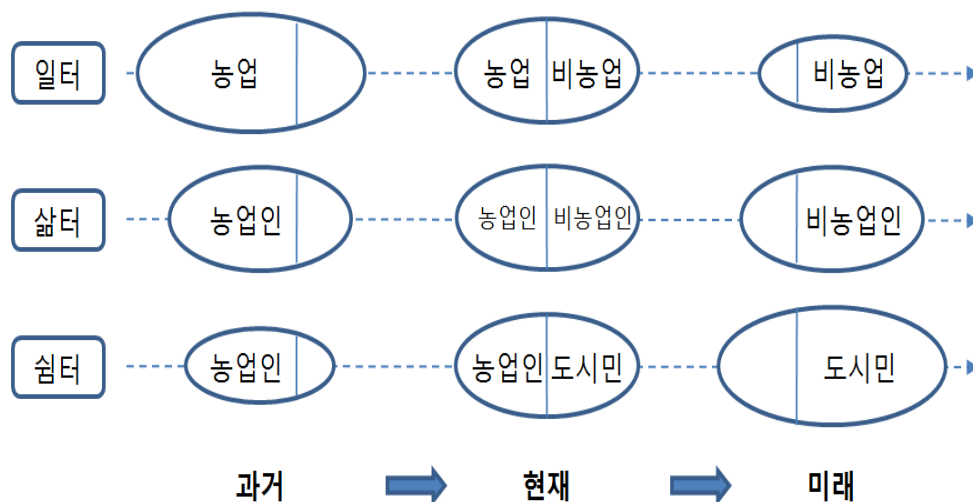 일터
농업
농업 비농업
비농업
삶터
농업인
농업인 비농업인
비농업인
쉼터
농업인
농업인 도시민
도시민
과거 현재 미래